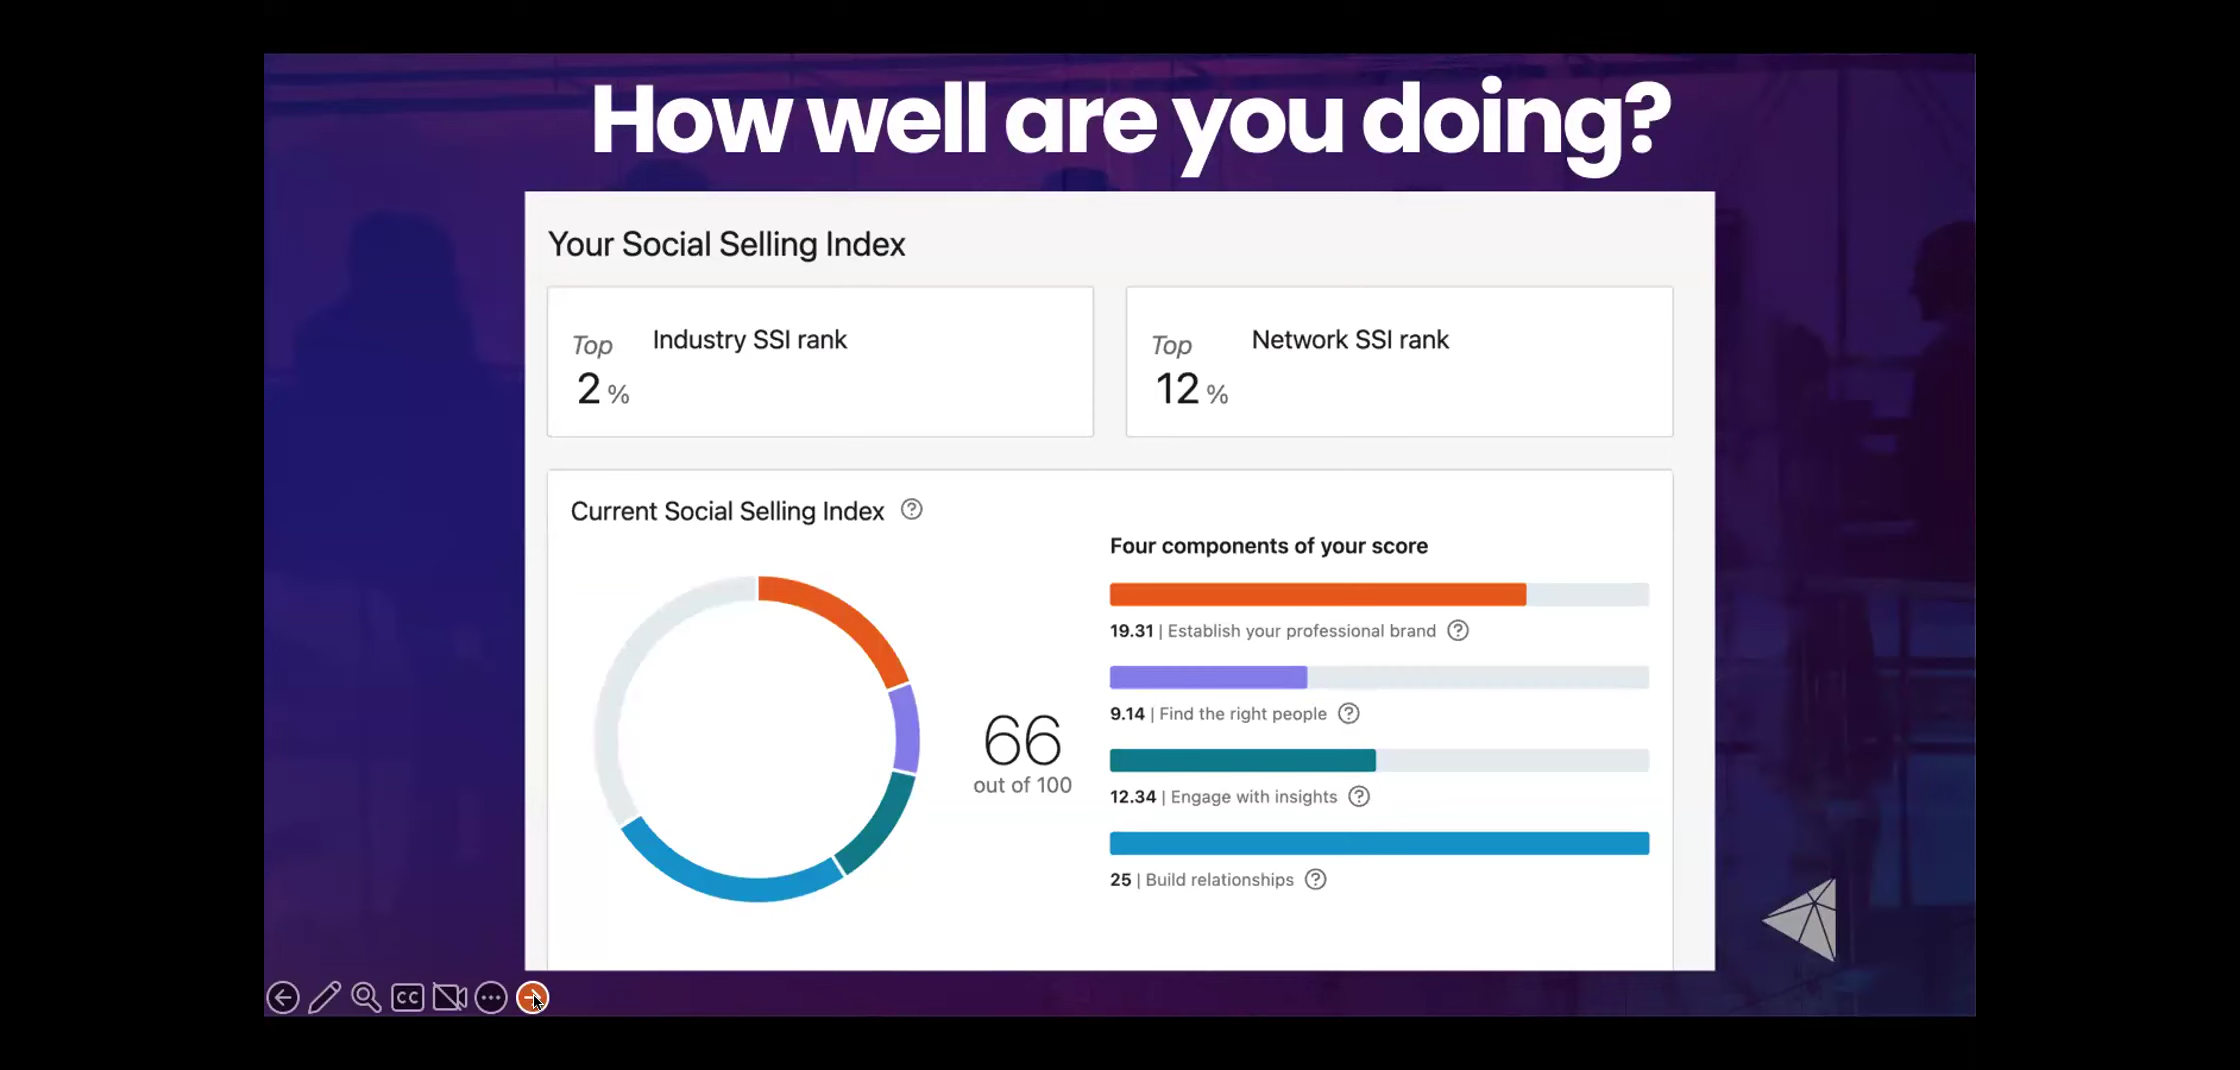 How well are you doing?
Your Social Selling Index
Top
2 %
Industry SSI rank
Top
12 %
Network SSI rank
Current Social Selling Index ?
66
out of 100
Four components of your score
19.31 | Establish your professional brand ?
9.14 | Find the right people ?
12.34 | Engage with insights ?
25 | Build relationships ?
CC